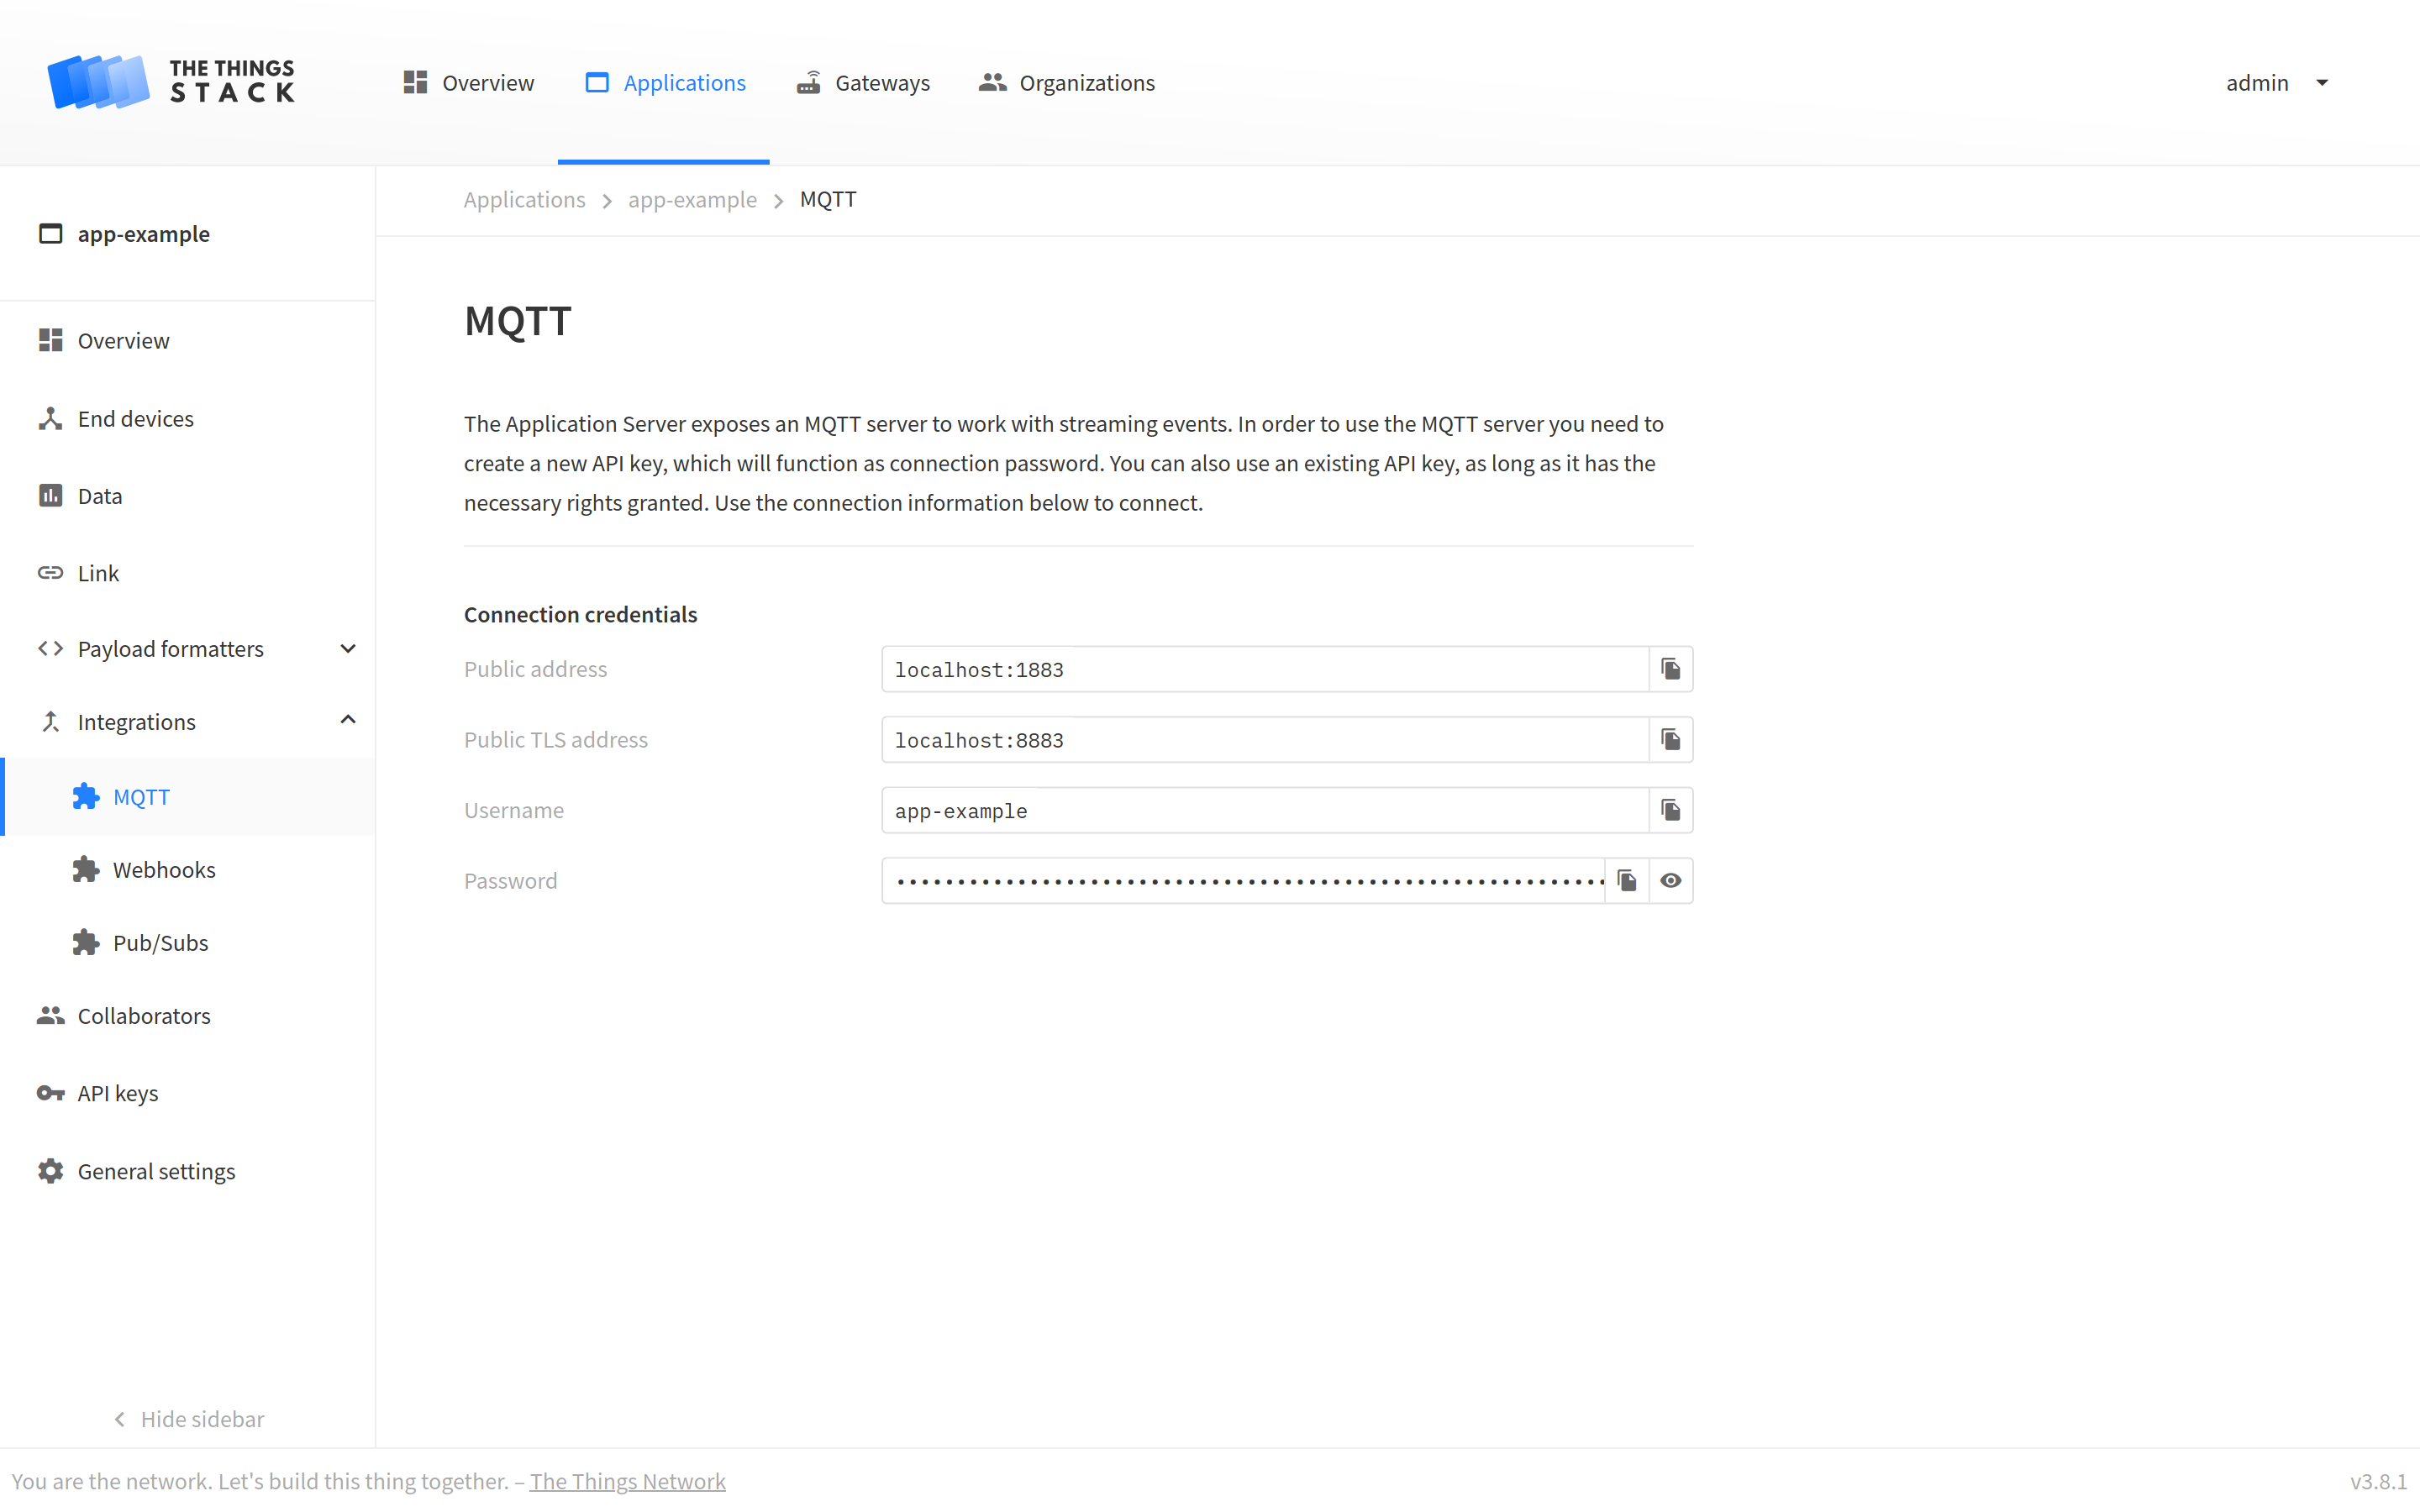 THE THINGS
STACK
Overview
Applications
Gateways
Organizations
admin
app-example
Overview
End devices
Data
Link
Payload formatters
Integrations
MQTT
Webhooks
Pub/Subs
Collaborators
API keys
General settings
Hide sidebar
Applications > app-example > MQTT
MQTT
The Application Server exposes an MQTT server to work with streaming events. In order to use the MQTT server you need to
create a new API key, which will function as connection password. You can also use an existing API key, as long as it has the
necessary rights granted. Use the connection information below to connect.
Connection credentials
Public address
localhost:1883
Public TLS address
localhost:8883
Username
app-example
Password
You are the network. Let's build this thing together. – The Things Network
v3.8.1